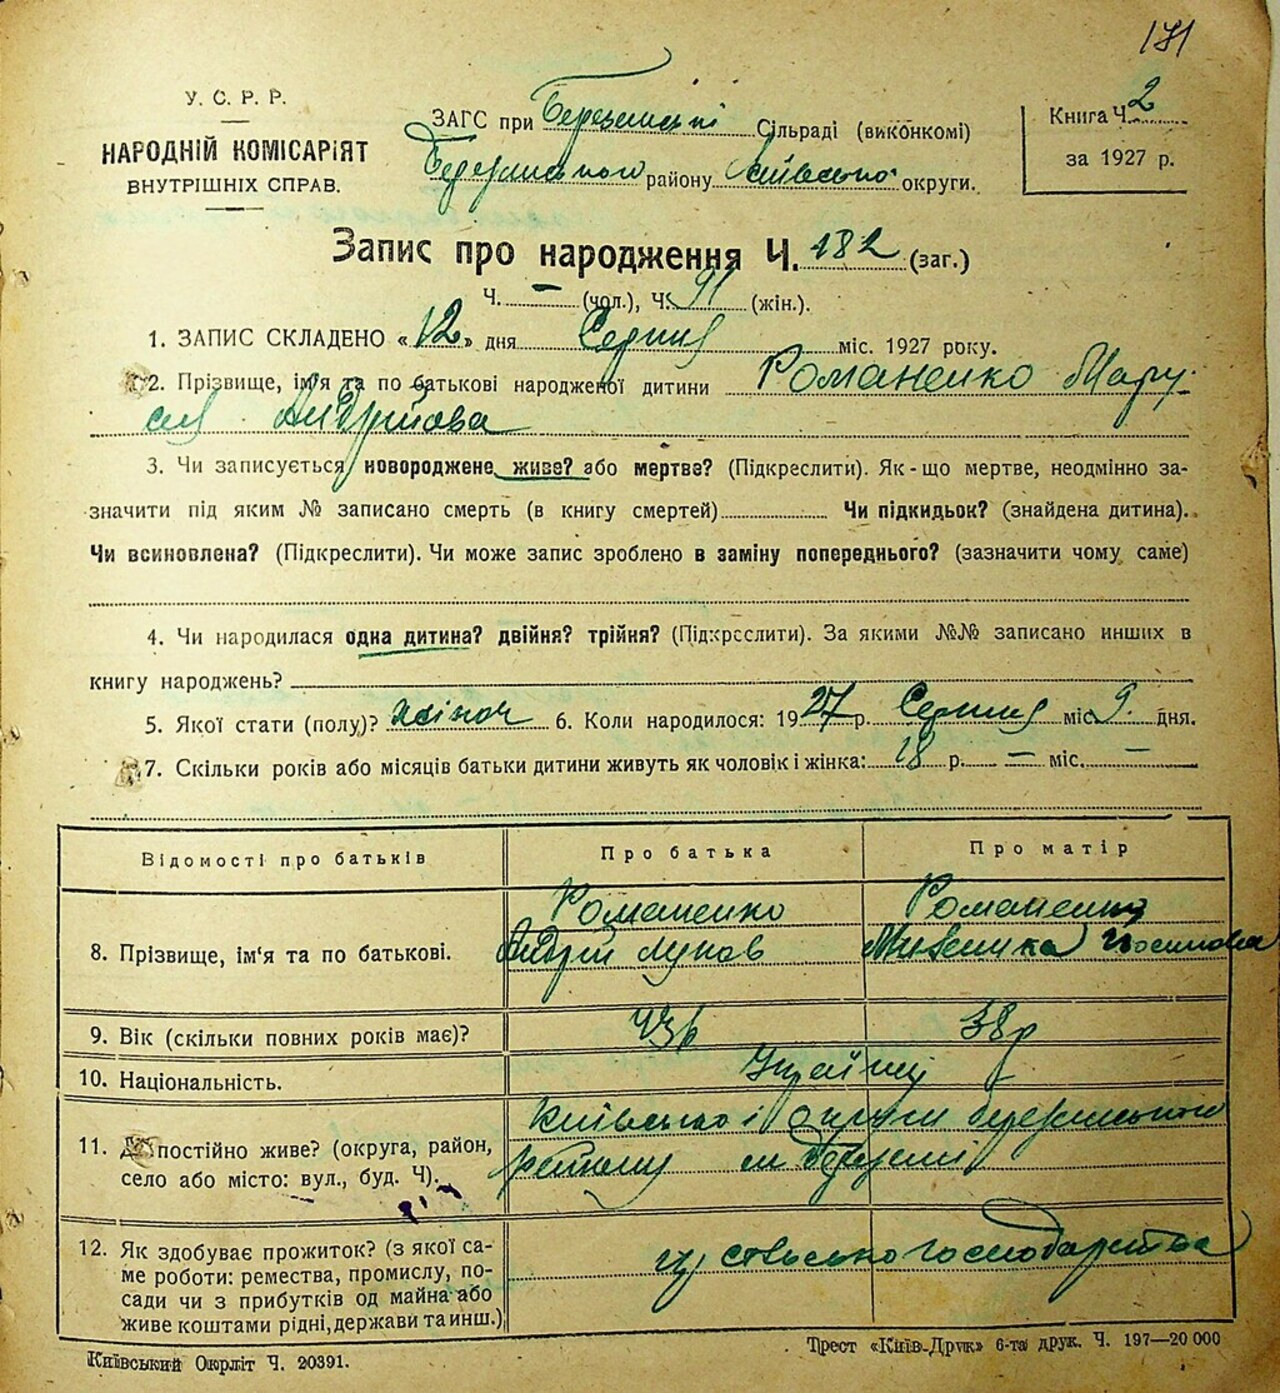 171
У. С. Р. Р.
НАРОДНІЙ КОМІСАРІЯТ
ВНУТРІШНІХ СПРАВ.
ЗАГС при Березанські Сільраді (виконкомі)
Березанського району Київської округи.
Книга Ч. 2
за 1927 р.
Запис про народження Ч. 182 (заг.)
Ч. — (чол.), Ч. 91 (жін.).
1. ЗАПИС СКЛАДЕНО «12» дня Серпня міс. 1927 року.
2. Прізвище, ім'я та по батькові народженої дитини Романенко Мару
ся Андрійова
3. Чи записується новороджене живе? або мертве? (Підкреслити). Як-що мертве, неодмінно за-
значити під яким № записано смерть (в книгу смертей) Чи підкидьок? (знайдена дитина).
Чи всиновлена? (Підкреслити). Чи може запис зроблено в заміну попереднього? (зазначити чому саме)
4. Чи народилася одна дитина? двійня? трійня? (Підкреслити). За якими №№ записано инших в
книгу народжень?
5. Якої стати (полу)? жіноч 6. Коли народилося: 1927 р. Серпня міс 9. дня.
7. Скільки років або місяців батьки дитини живуть як чоловік і жінка: 18 р. — міс. —
Відомості про батьків Про батька Про матір
8. Прізвище, ім'я та по батькові. Романенко Романенко
Андрій Луков Йосипова
9. Вік (скільки повних років має)? 43р 38р
10. Національність. Українці
11. Де постійно живе? (округа, район, село або місто: вул., буд. Ч). Київської округи Березанського
району м Березані
12. Як здобуває прожиток? (з якої са-
ме роботи: ремества, промислу, по-
сади чи з прибутків од майна або
живе коштами рідні, держави та инш.) сільського господарства
Київський Окрліт Ч. 20391.
Трест «Київ-Друк» 6-та друк. Ч. 197—20 000